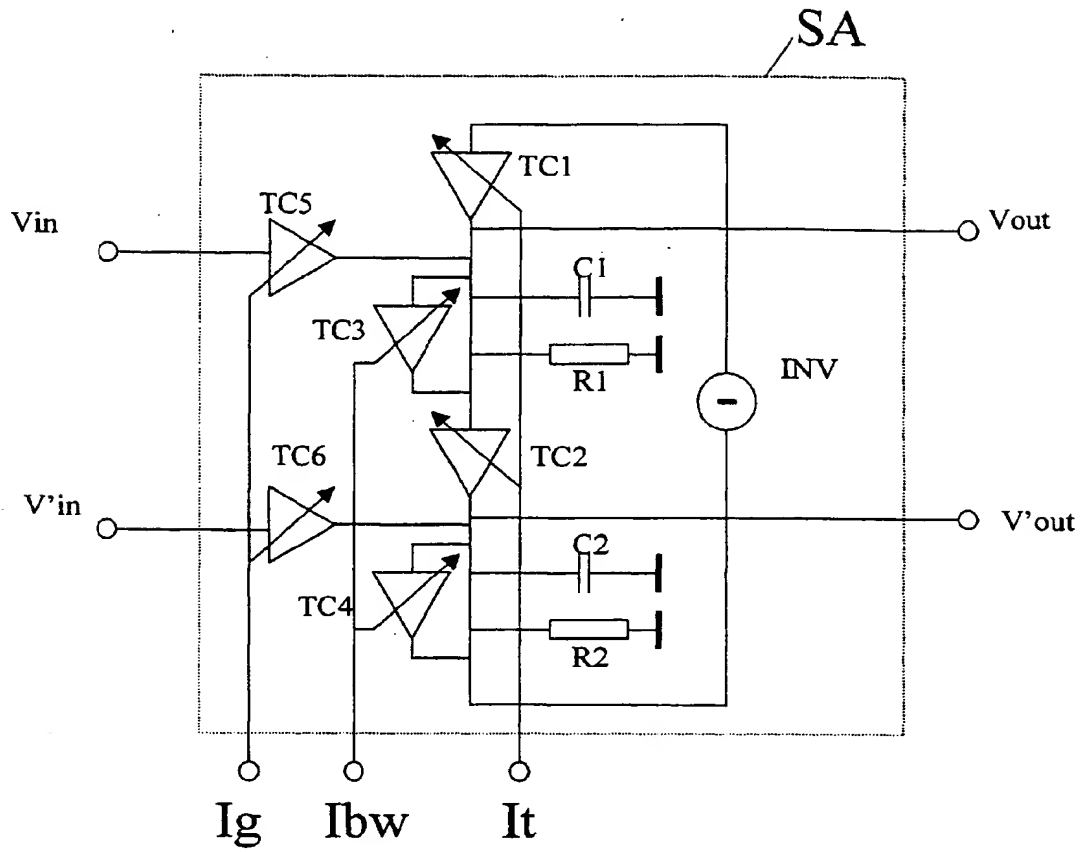 SA
TC1
TC5
Vin
Vout
C1
TC3
R1
INV
TC6
TC2
V'in
V'out
C2
TC4
R2
Ig
Ibw
It